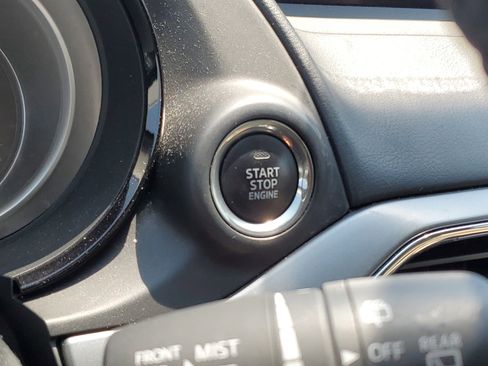 START
STOP
ENGINE
FRONT MIST
OFF REAR